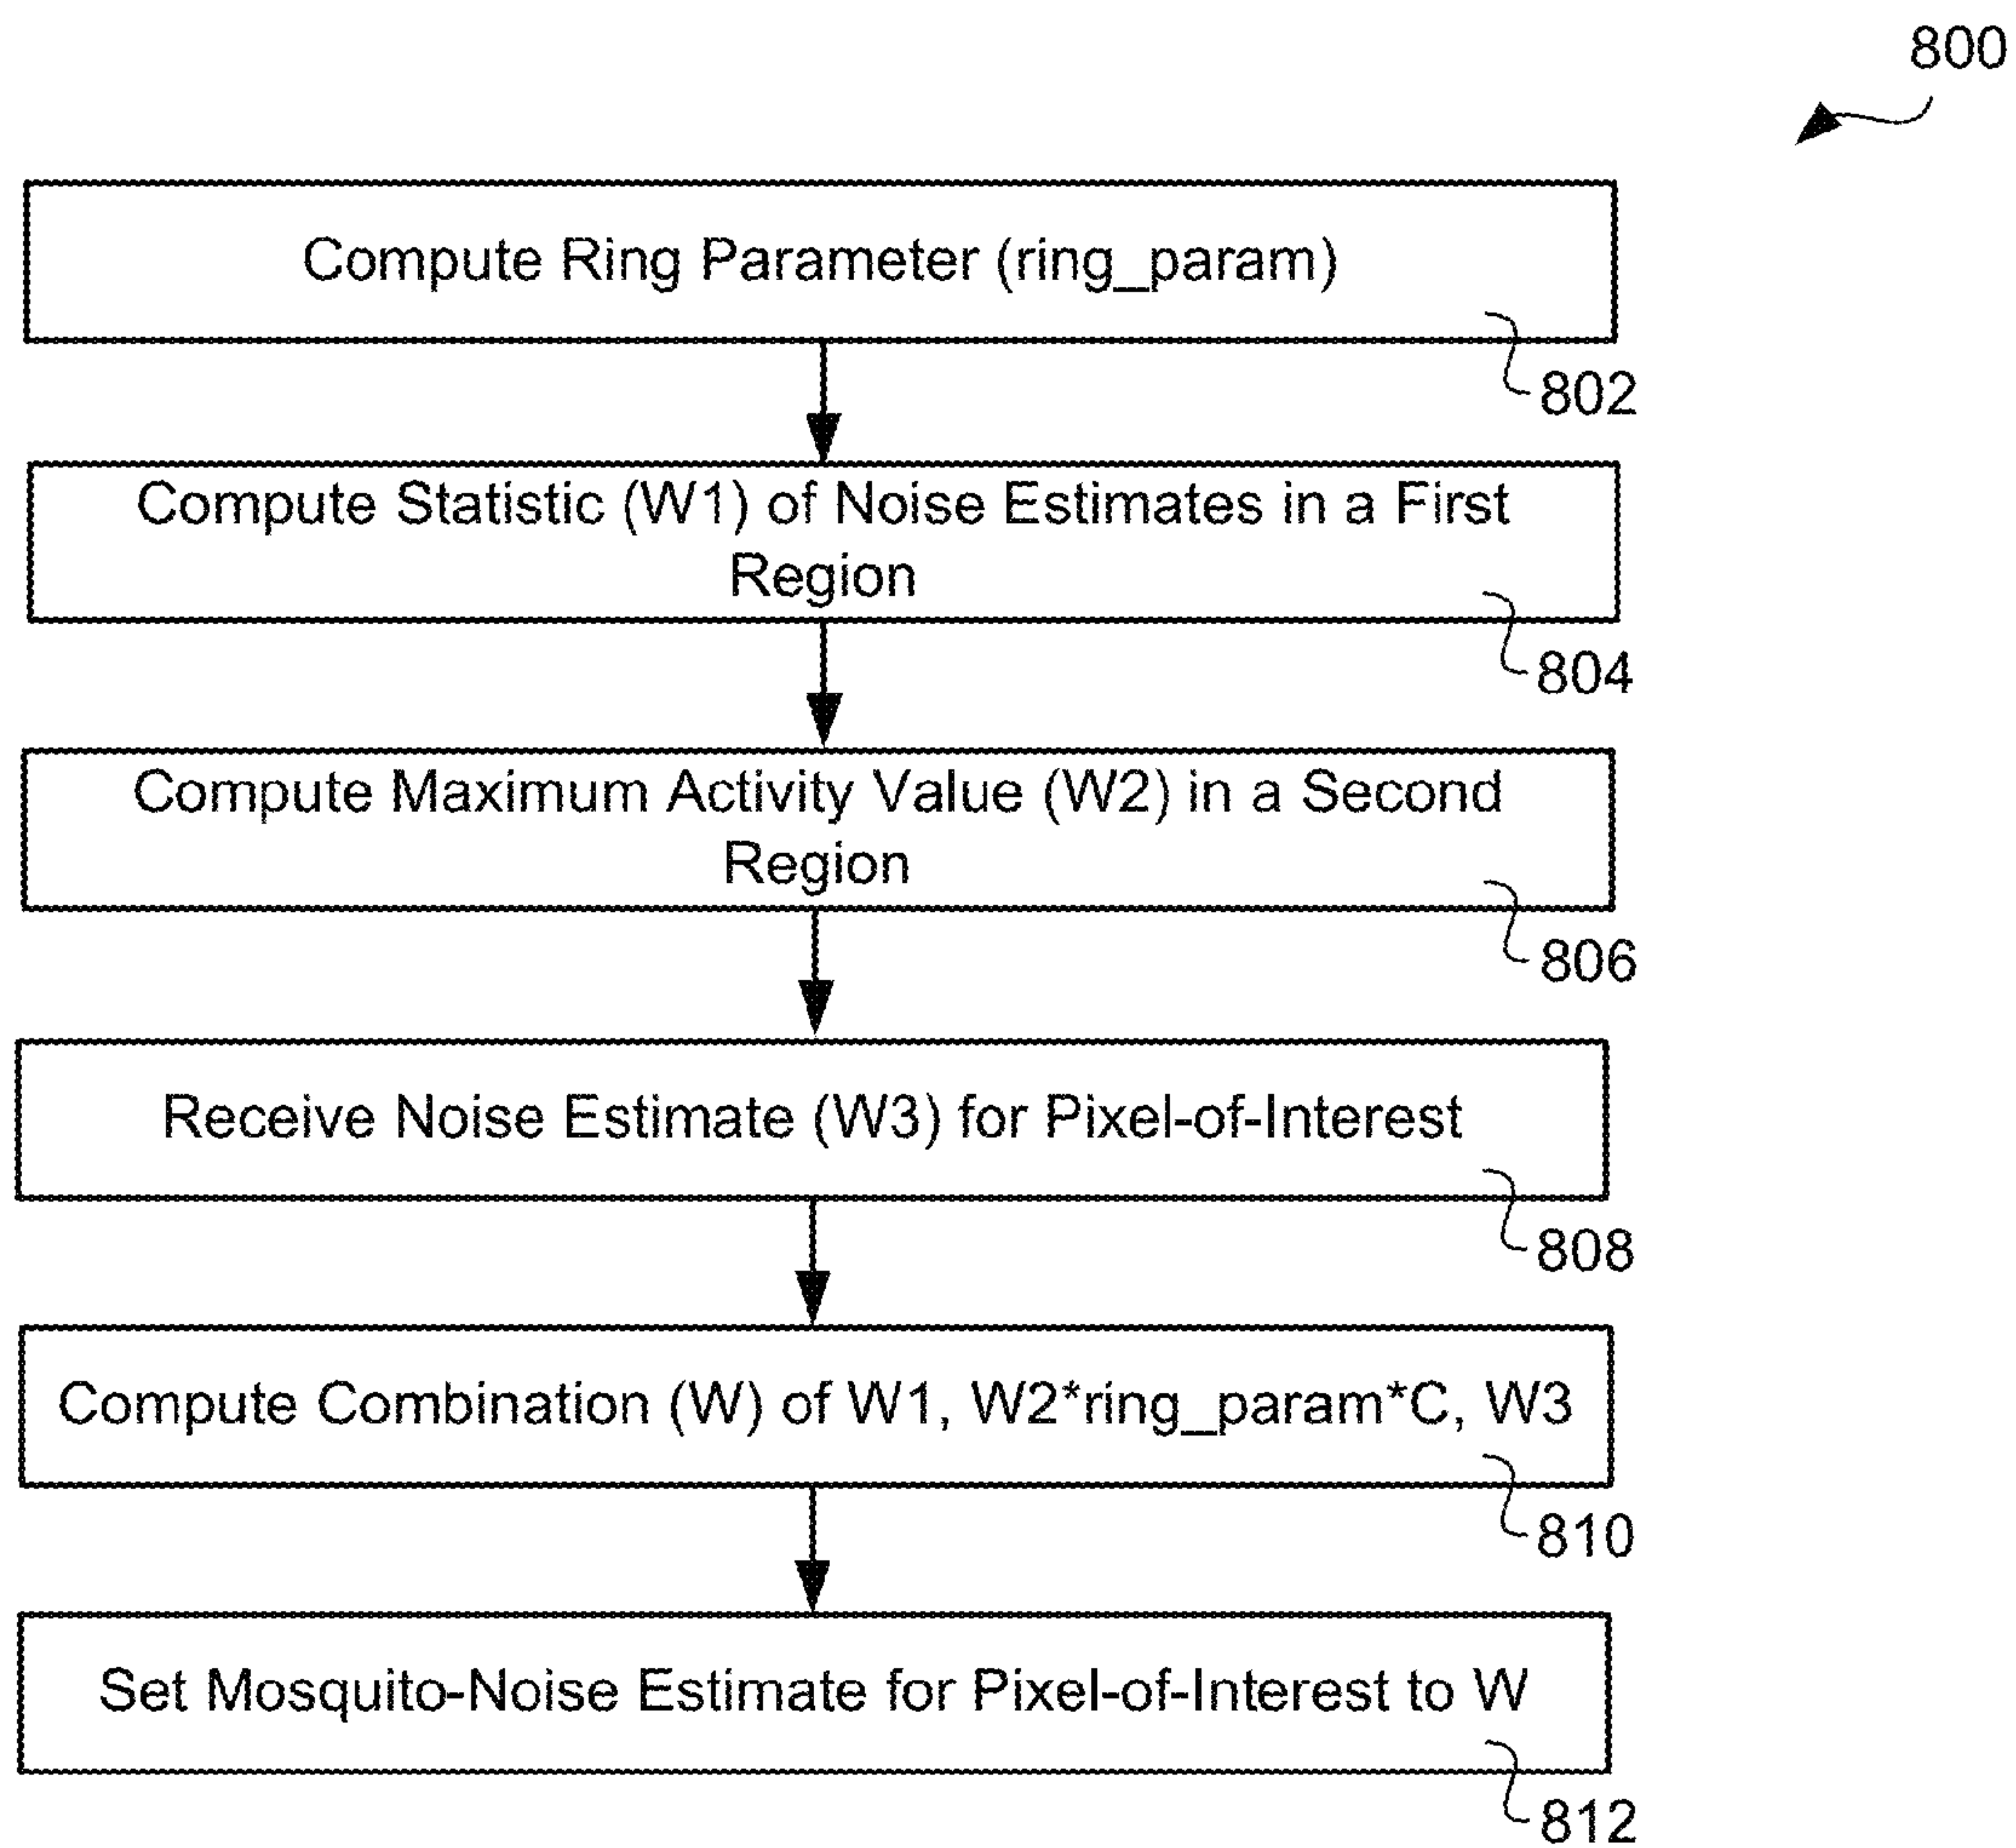 800
Compute Ring Parameter (ring_param)
802
Compute Statistic (W1) of Noise Estimates in a First
Region
804
Compute Maximum Activity Value (W2) in a Second
Region
806
Receive Noise Estimate (W3) for Pixel-of-Interest
808
Compute Combination (W) of W1, W2*ring_param*C, W3
810
Set Mosquito-Noise Estimate for Pixel-of-Interest to W
812